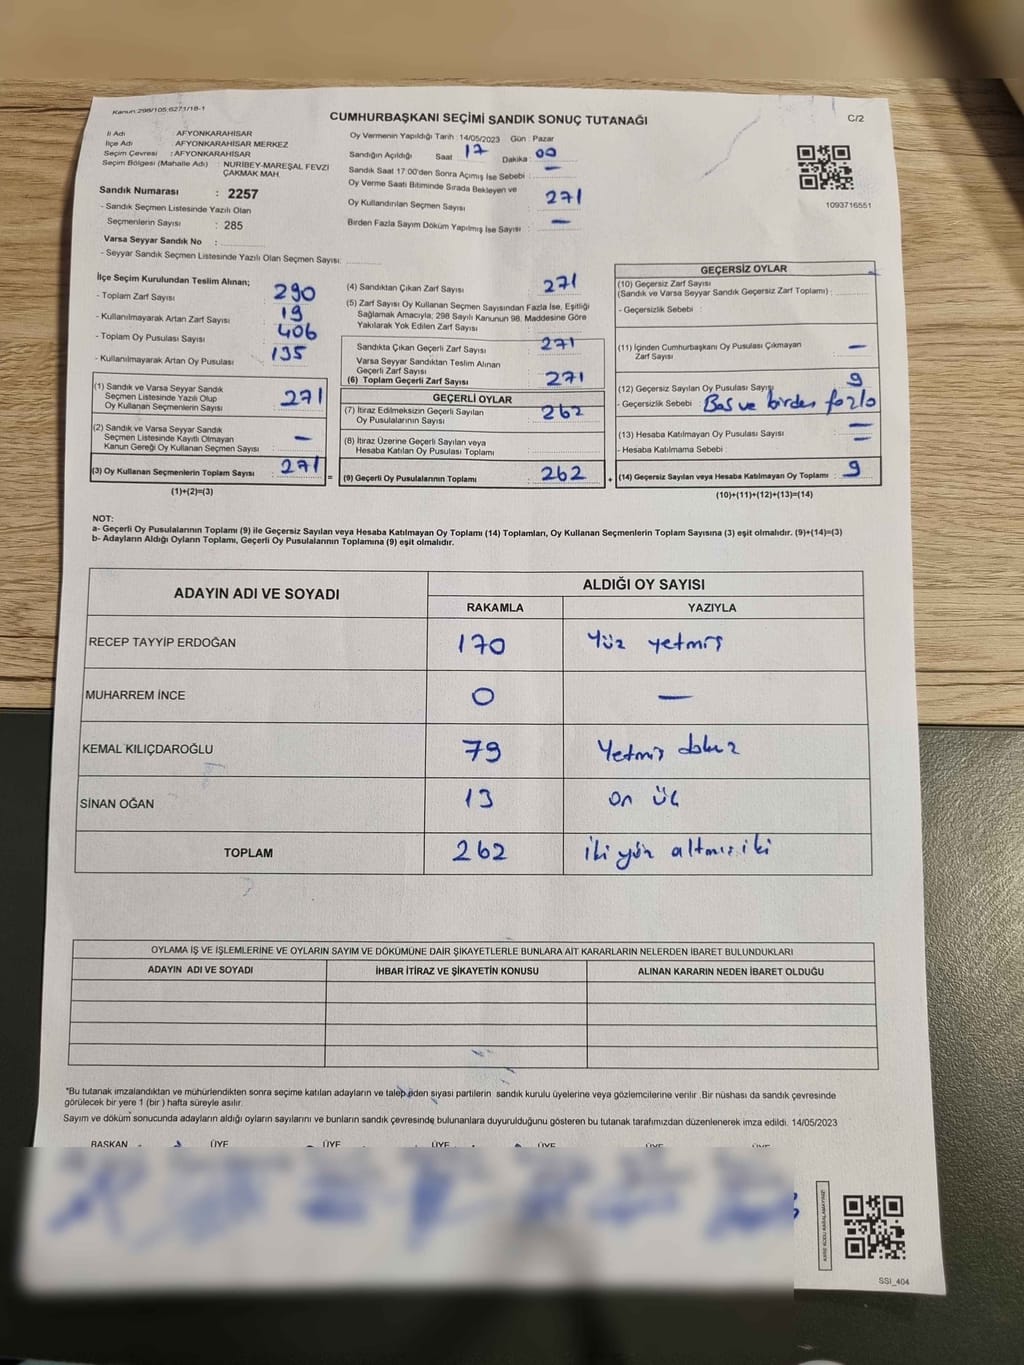 Kanun:298/105:6271/18-1
CUMHURBAŞKANI SEÇİMİ SANDIK SONUÇ TUTANAĞI
C/2
İl Adı : AFYONKARAHİSAR
İlçe Adı : AFYONKARAHİSAR MERKEZ
Seçim Çevresi : AFYONKARAHİSAR
Seçim Bölgesi (Mahalle Adı) : NURİBEY-MAREŞAL FEVZİ
ÇAKMAK MAH.
Sandık Numarası : 2257
- Sandık Seçmen Listesinde Yazılı Olan
Seçmenlerin Sayısı : 285
Varsa Seyyar Sandık No :
- Seyyar Sandık Seçmen Listesinde Yazılı Olan Seçmen Sayısı:
Oy Vermenin Yapıldığı Tarih : 14/05/2023 Gün : Pazar
Sandığın Açıldığı Saat 17 Dakika : 00
Sandık Saat 17:00'den Sonra Açımış İse Sebebi : —
Oy Verme Saati Bitiminde Sırada Bekleyen ve
Oy Kullandırılan Seçmen Sayısı 271
Birden Fazla Sayım Döküm Yapılmış İse Sayısı : —
1093716551
İlçe Seçim Kurulundan Teslim Alınan;
- Toplam Zarf Sayısı 290
- Kullanılmayarak Artan Zarf Sayısı 19
- Toplam Oy Pusulası Sayısı 406
- Kullanılmayarak Artan Oy Pusulası 135
(1) Sandık ve Varsa Seyyar Sandık
Seçmen Listesinde Yazılı Olup
Oy Kullanan Seçmenlerin Sayısı 271
(2) Sandık ve Varsa Seyyar Sandık
Seçmen Listesinde Kayıtlı Olmayan
Kanun Gereği Oy Kullanan Seçmen Sayısı —
(3) Oy Kullanan Seçmenlerin Toplam Sayısı 271
(1)+(2)=(3)
(4) Sandıktan Çıkan Zarf Sayısı 271
(5) Zarf Sayısı Oy Kullanan Seçmen Sayısından Fazla İse, Eşitliği
Sağlamak Amacıyla; 298 Sayılı Kanunun 98. Maddesine Göre
Yakılarak Yok Edilen Zarf Sayısı
Sandıkta Çıkan Geçerli Zarf Sayısı 271
Varsa Seyyar Sandıktan Teslim Alınan
Geçerli Zarf Sayısı
(6) Toplam Geçerli Zarf Sayısı 271
GEÇERLİ OYLAR
(7) İtiraz Edilmeksizin Geçerli Sayılan
Oy Pusulalarının Sayısı 262
(8) İtiraz Üzerine Geçerli Sayılan veya
Hesaba Katılan Oy Pusulası Toplamı
(9) Geçerli Oy Pusulalarının Toplamı 262
GEÇERSİZ OYLAR
(10) Geçersiz Zarf Sayısı
(Sandık ve Varsa Seyyar Sandık Geçersiz Zarf Toplamı) :
- Geçersizlik Sebebi :
(11) İçinden Cumhurbaşkanı Oy Pusulası Çıkmayan
Zarf Sayısı —
(12) Geçersiz Sayılan Oy Pusulası Sayısı 9
- Geçersizlik Sebebi : Boş ve birden fazla
(13) Hesaba Katılmayan Oy Pusulası Sayısı —
- Hesaba Katılmama Sebebi : —
(14) Geçersiz Sayılan veya Hesaba Katılmayan Oy Toplamı : 9
(10)+(11)+(12)+(13)=(14)
NOT:
a- Geçerli Oy Pusulalarının Toplamı (9) ile Geçersiz Sayılan veya Hesaba Katılmayan Oy Toplamı (14) Toplamları, Oy Kullanan Seçmenlerin Toplam Sayısına (3) eşit olmalıdır. (9)+(14)=(3)
b- Adayların Aldığı Oyların Toplamı, Geçerli Oy Pusulalarının Toplamına (9) eşit olmalıdır.
ADAYIN ADI VE SOYADI
ALDIĞI OY SAYISI
RAKAMLA YAZIYLA
RECEP TAYYİP ERDOĞAN 170 Yüz yetmiş
MUHARREM İNCE 0 —
KEMAL KILIÇDAROĞLU 79 Yetmiş dokuz
SİNAN OĞAN 13 on üç
TOPLAM 262 iki yüz altmış iki
OYLAMA İŞ VE İŞLEMLERİNE VE OYLARIN SAYIM VE DÖKÜMÜNE DAİR ŞİKAYETLERLE BUNLARA AİT KARARLARIN NELERDEN İBARET BULUNDUKLARI
ADAYIN ADI VE SOYADI İHBAR İTİRAZ VE ŞİKAYETİN KONUSU ALINAN KARARIN NEDEN İBARET OLDUĞU
*Bu tutanak imzalandıktan ve mühürlendikten sonra seçime katılan adayların ve talep eden siyasi partilerin sandık kurulu üyelerine veya gözlemcilerine verilir. Bir nüshası da sandık çevresinde
görülecek bir yere 1 (bir ) hafta süreyle asılır.
Sayım ve döküm sonucunda adayların aldığı oyların sayılarını ve bunların sandık çevresinde bulunanlara duyurulduğunu gösteren bu tutanak tarafımızdan düzenlenerek imza edildi. 14/05/2023
BAŞKAN ÜYE ÜYE ÜYE ÜYE ÜYE ÜYE
SSİ_404